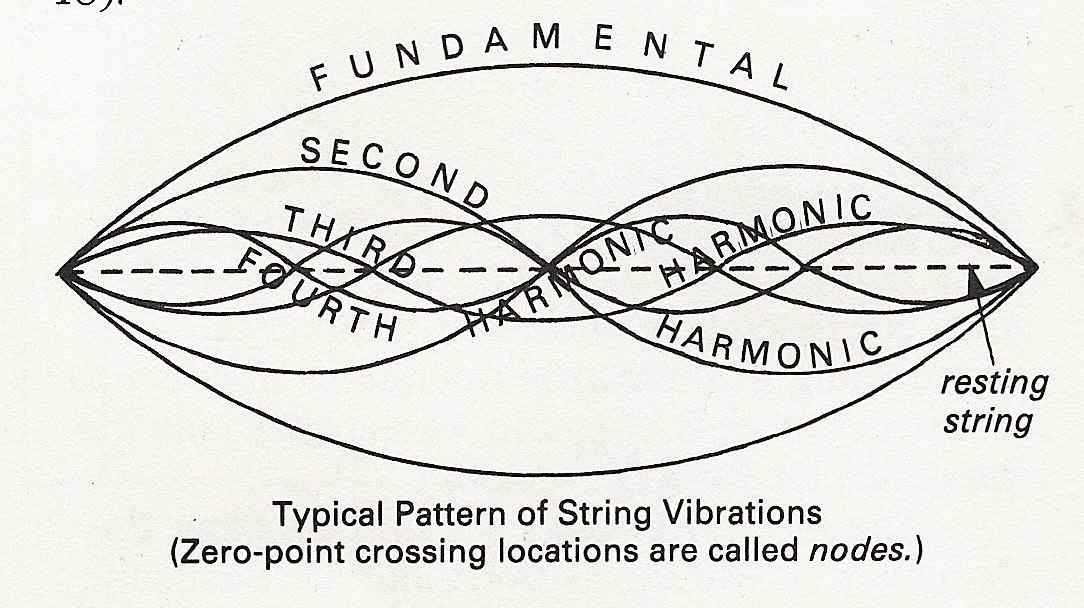 FUNDAMENTAL
SECOND HARMONIC
THIRD HARMONIC
FOURTH HARMONIC
resting
string
Typical Pattern of String Vibrations
(Zero-point crossing locations are called nodes.)